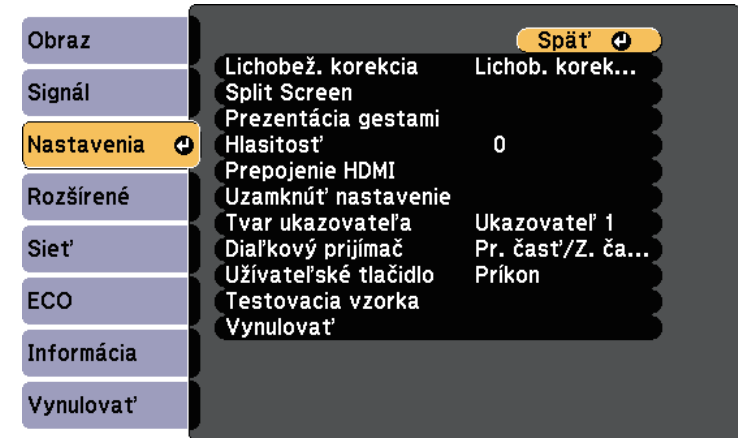 Obraz
Signál
Nastavenia
Rozšírené
Sieť
ECO
Informácia
Vynulovať
Späť
Lichobež. korekcia Lichob. korek...
Split Screen
Prezentácia gestami
Hlasitosť 0
Prepojenie HDMI
Uzamknúť nastavenie
Tvar ukazovateľa Ukazovateľ 1
Diaľkový prijímač Pr. časť/Z. ča...
Užívateľské tlačidlo Príkon
Testovacia vzorka
Vynulovať